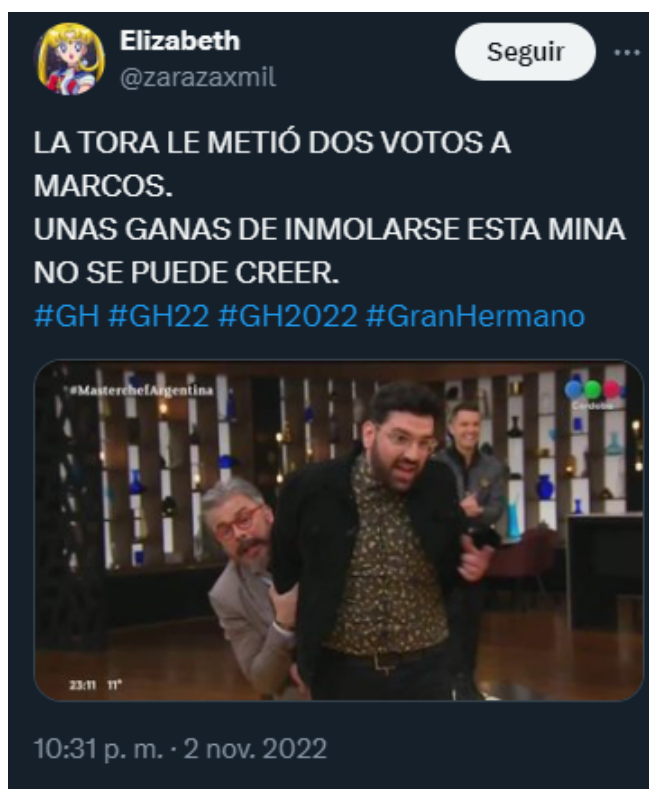 Elizabeth
@zarazaxmil
Seguir
LA TORA LE METIÓ DOS VOTOS A
MARCOS.
UNAS GANAS DE INMOLARSE ESTA MINA
NO SE PUEDE CREER.
#GH #GH22 #GH2022 #GranHermano
#MasterchefArgentina
Cordoba
23:11 11°
10:31 p. m. · 2 nov. 2022